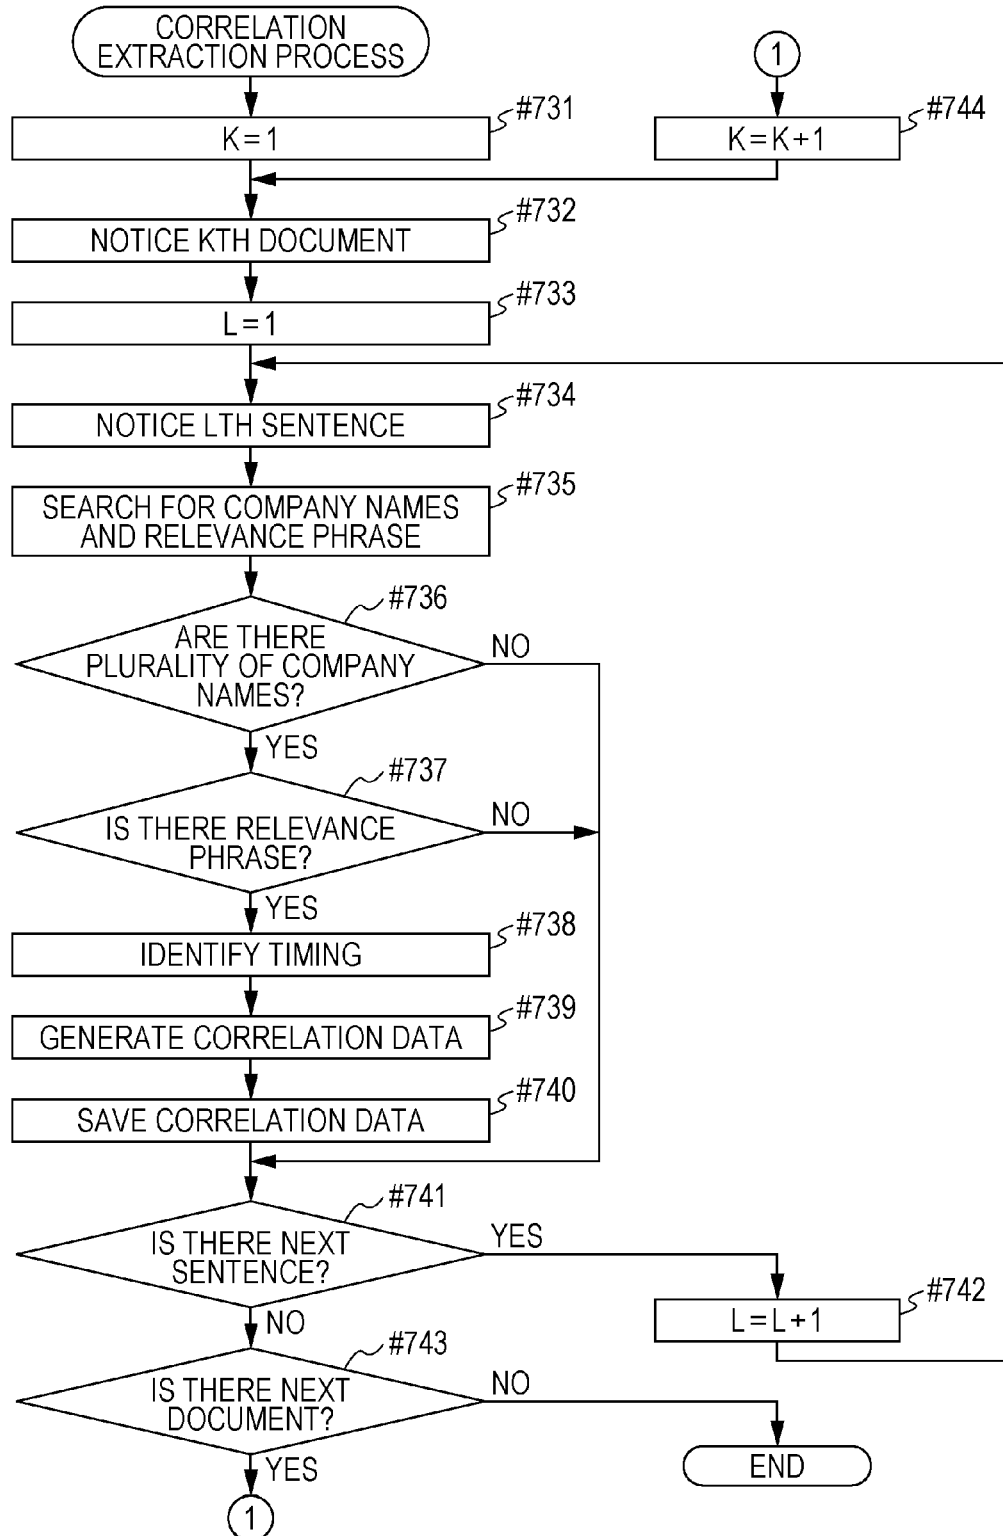 CORRELATION
EXTRACTION PROCESS
1
#731
K=1
#744
K=K+1
#732
NOTICE KTH DOCUMENT
#733
L=1
#734
NOTICE LTH SENTENCE
#735
SEARCH FOR COMPANY NAMES
AND RELEVANCE PHRASE
#736
ARE THERE
PLURALITY OF COMPANY
NAMES?
NO
YES
#737
IS THERE RELEVANCE
PHRASE?
NO
YES
#738
IDENTIFY TIMING
#739
GENERATE CORRELATION DATA
#740
SAVE CORRELATION DATA
#741
IS THERE NEXT
SENTENCE?
YES
NO
#742
L=L+1
#743
IS THERE NEXT
DOCUMENT?
NO
YES
END
1